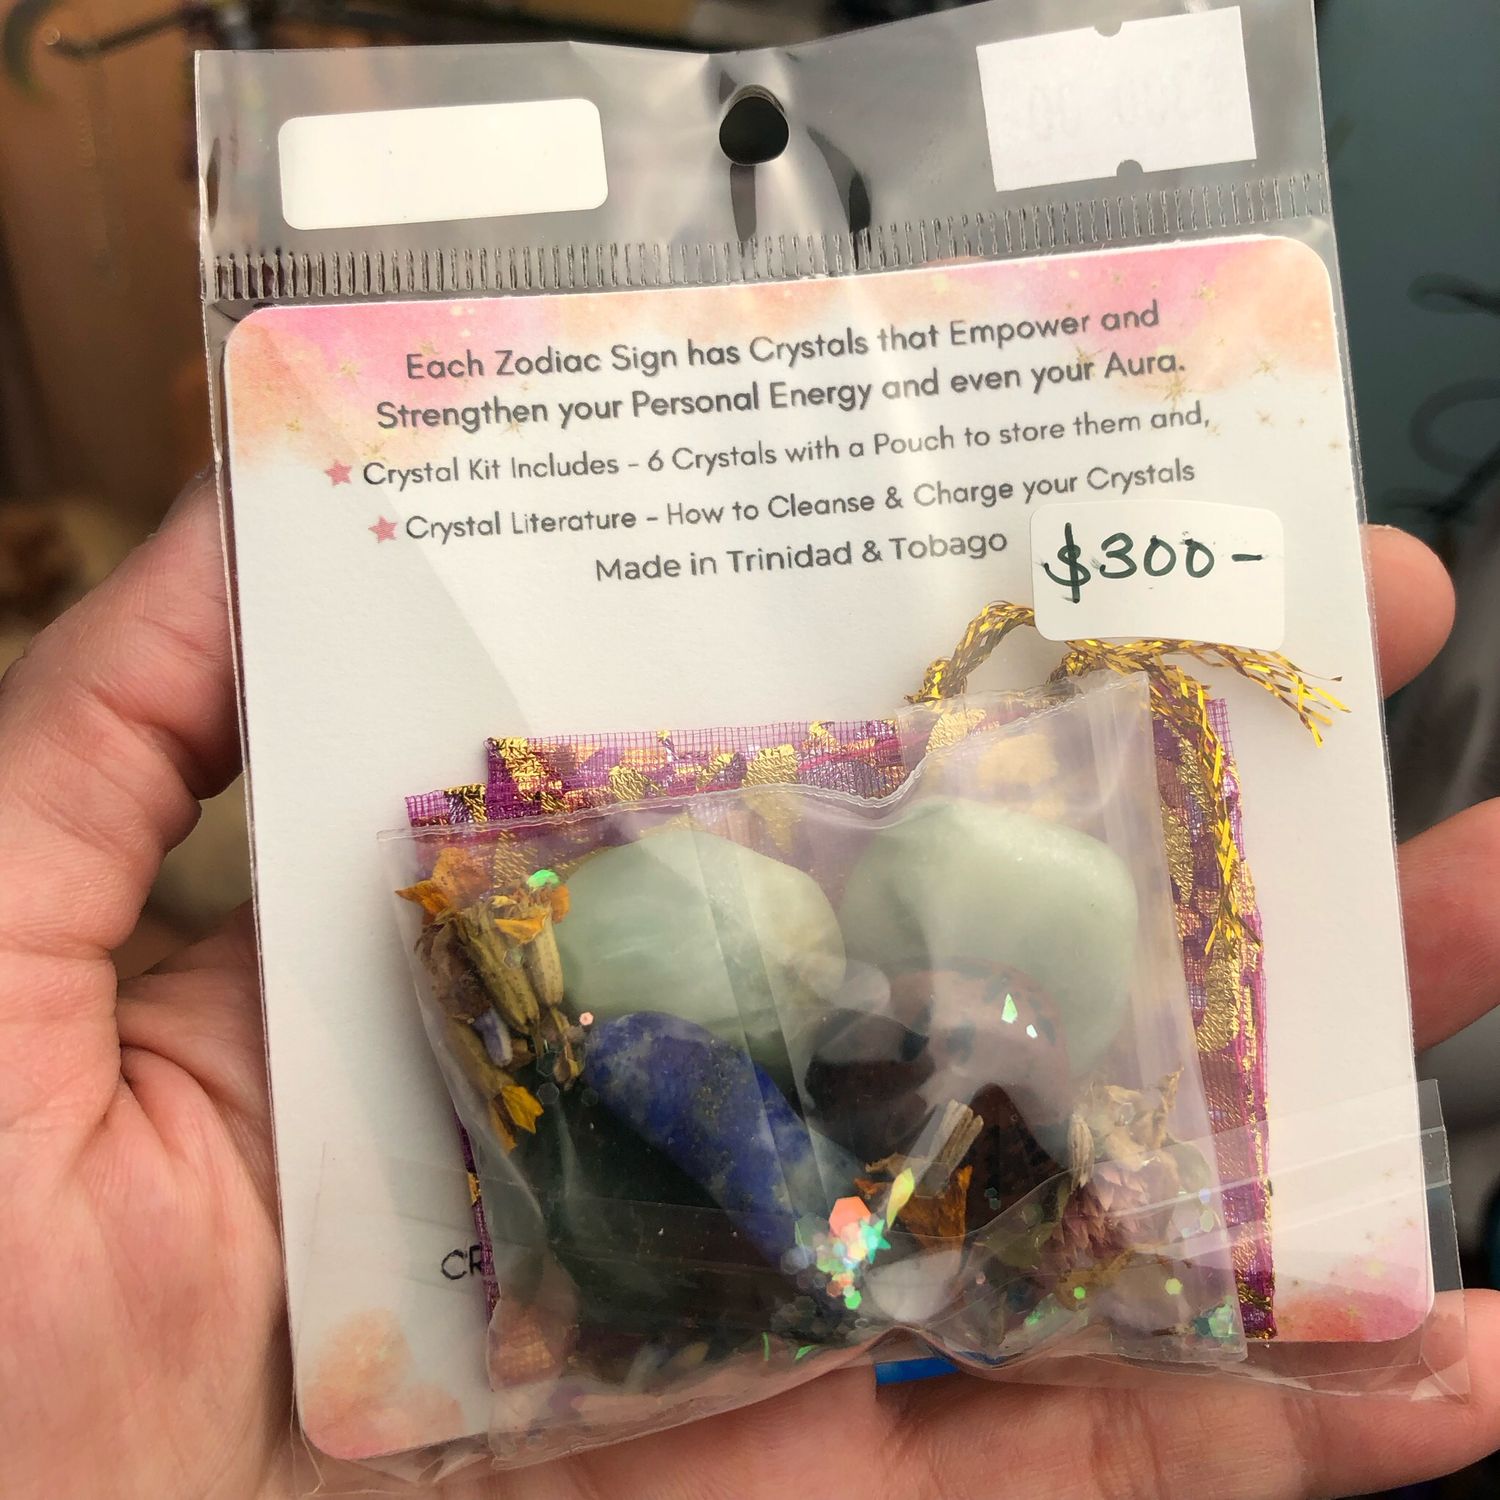 Each Zodiac Sign has Crystals that Empower and
Strengthen your Personal Energy and even your Aura.
Crystal Kit Includes - 6 Crystals with a Pouch to store them and,
Crystal Literature - How to Cleanse & Charge your Crystals
Made in Trinidad & Tobago
$300-